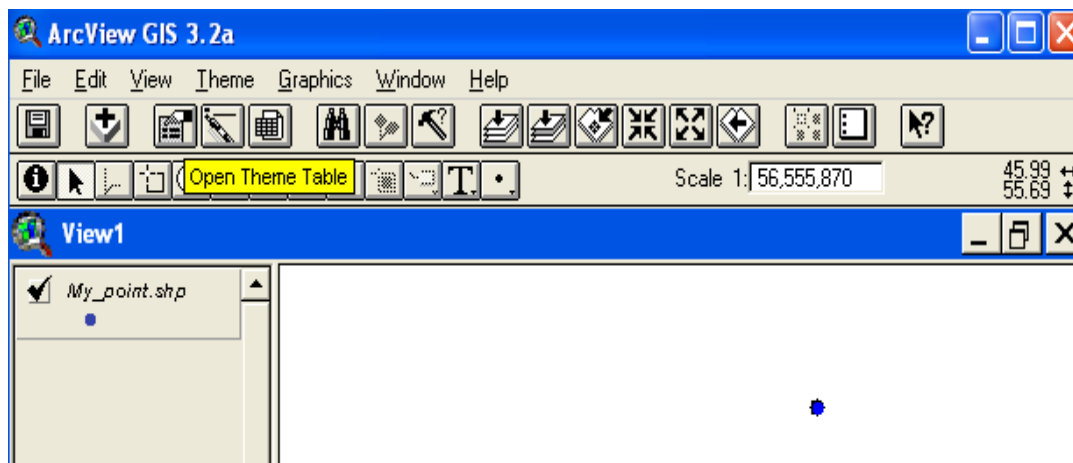 ArcView GIS 3.2a
File Edit View Theme Graphics Window Help
Open Theme Table
T
Scale 1: 56,555,870
45.99
55.69
View1
My_point.shp